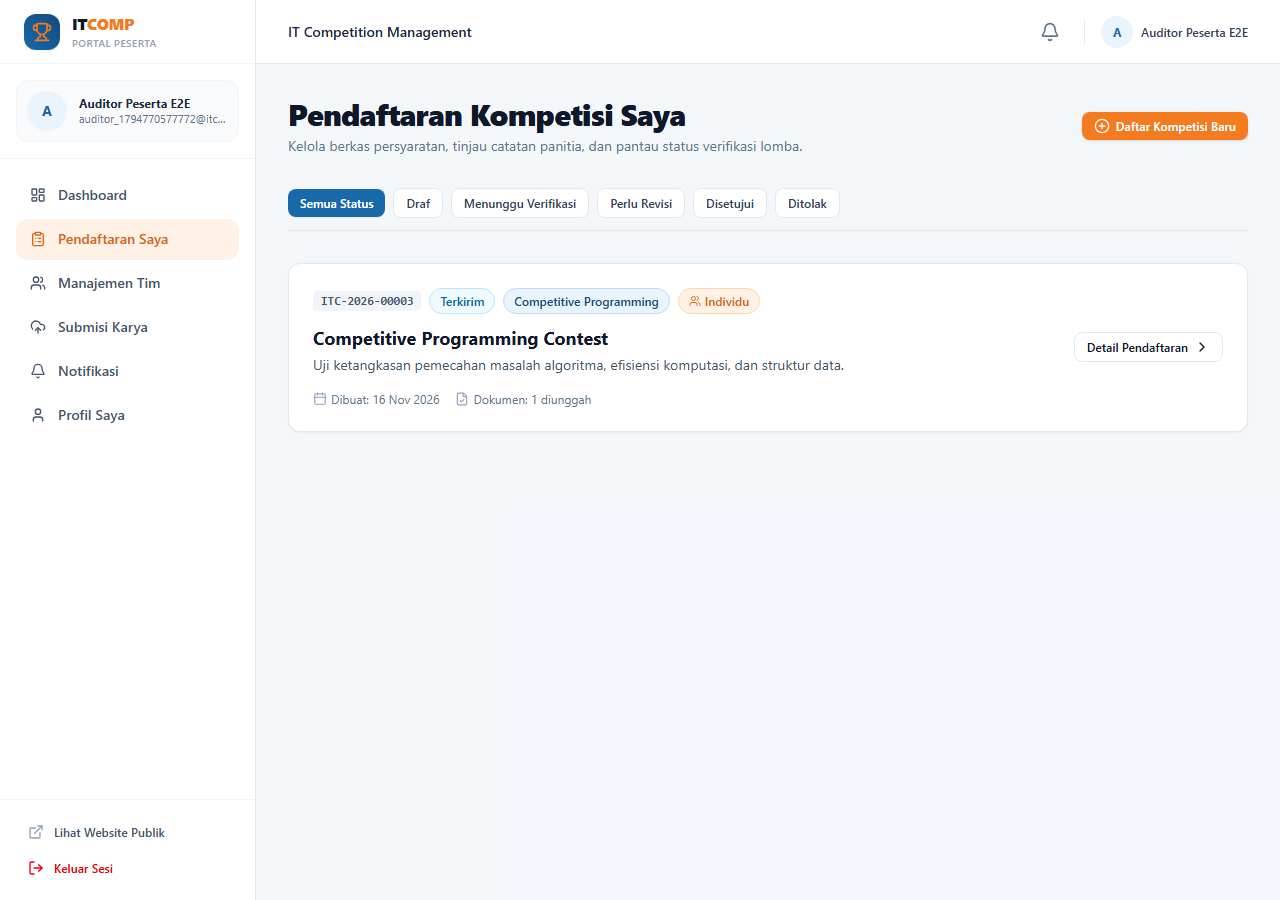 ITCOMP
PORTAL PESERTA
IT Competition Management
A
Auditor Peserta E2E
A
Auditor Peserta E2E
auditor_1794770577772@itc...
Dashboard
Pendaftaran Saya
Manajemen Tim
Submisi Karya
Notifikasi
Profil Saya
Lihat Website Publik
Keluar Sesi
Pendaftaran Kompetisi Saya
Kelola berkas persyaratan, tinjau catatan panitia, dan pantau status verifikasi lomba.
Daftar Kompetisi Baru
Semua Status
Draf
Menunggu Verifikasi
Perlu Revisi
Disetujui
Ditolak
ITC-2026-00003
Terkirim
Competitive Programming
Individu
Competitive Programming Contest
Uji ketangkasan pemecahan masalah algoritma, efisiensi komputasi, dan struktur data.
Dibuat: 16 Nov 2026
Dokumen: 1 diunggah
Detail Pendaftaran